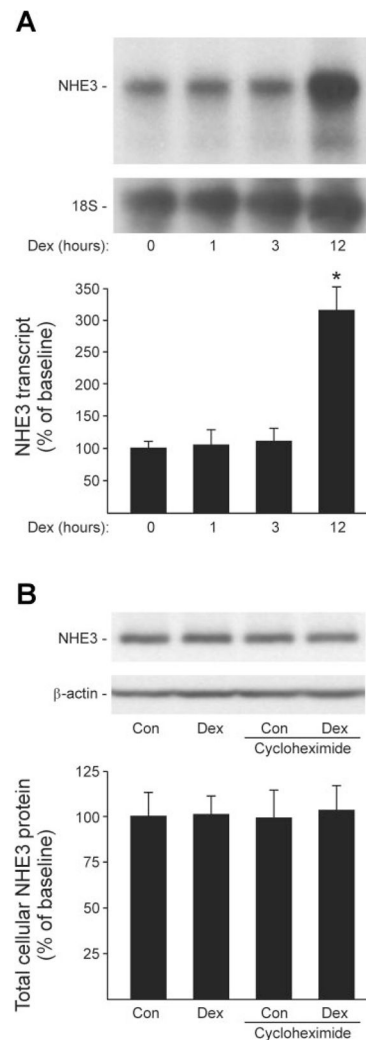 A
NHE3 -
18S -
Dex (hours): 0 1 3 12
NHE3 transcript
(% of baseline)
350
300
250
200
150
100
50
*
Dex (hours): 0 1 3 12
B
NHE3 -
β-actin -
Con Dex Con Dex
Cycloheximide
Total cellular NHE3 protein
(% of baseline)
125
100
75
50
25
Con Dex Con Dex
Cycloheximide